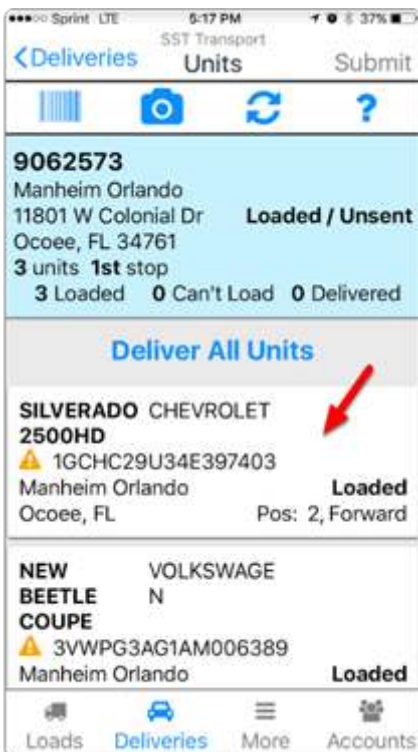 Sprint LTE 5:17 PM 37%
SST Transport
Deliveries Units Submit
?
9062573
Manheim Orlando
11801 W Colonial Dr Loaded / Unsent
Ocoee, FL 34761
3 units 1st stop
3 Loaded 0 Can't Load 0 Delivered
Deliver All Units
SILVERADO CHEVROLET
2500HD
1GCHC29U34E397403
Manheim Orlando Loaded
Ocoee, FL Pos: 2, Forward
NEW VOLKSWAGE
BEETLE N
COUPE
3VWPG3AG1AM006389
Manheim Orlando Loaded
Loads Deliveries More Accounts